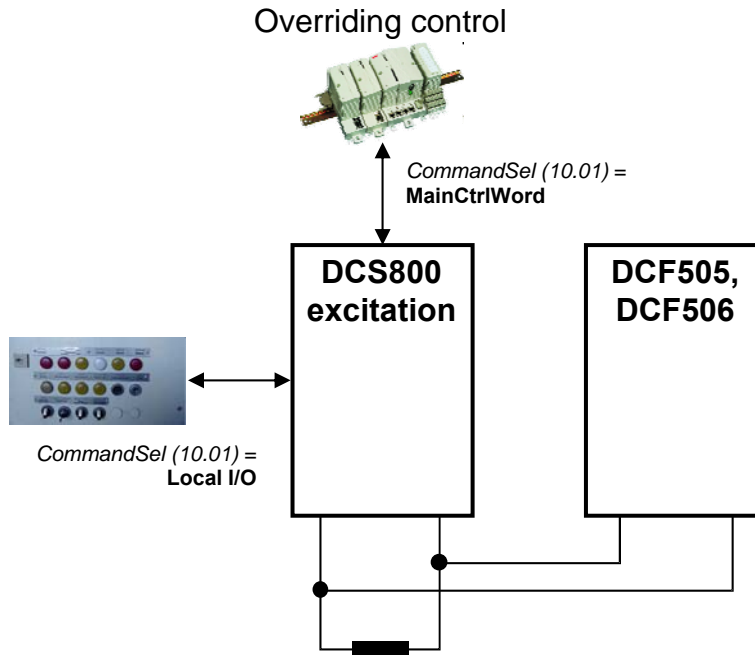 Overriding control
CommandSel (10.01) =
MainCtrlWord
DCS800
excitation
DCF505,
DCF506
CommandSel (10.01) =
Local I/O